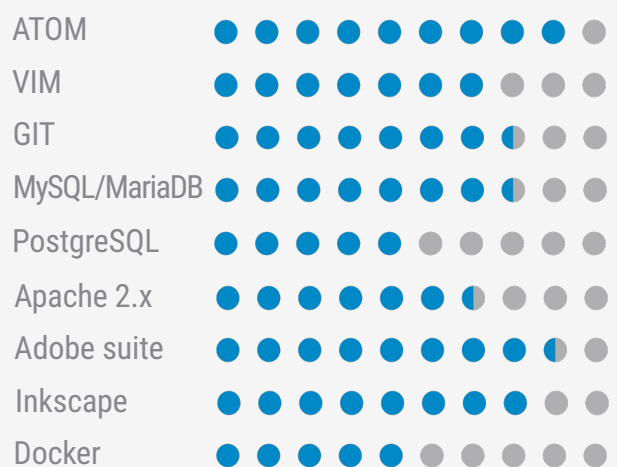 ATOM
VIM
GIT
MySQL/MariaDB
PostgreSQL
Apache 2.x
Adobe suite
Inkscape
Docker